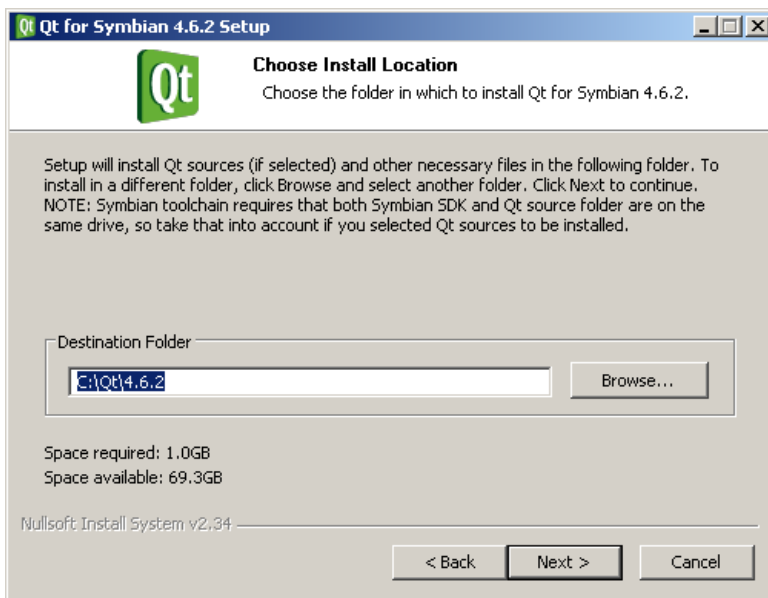 Qt Qt for Symbian 4.6.2 Setup
Qt
Choose Install Location
Choose the folder in which to install Qt for Symbian 4.6.2.
Setup will install Qt sources (if selected) and other necessary files in the following folder. To
install in a different folder, click Browse and select another folder. Click Next to continue.
NOTE: Symbian toolchain requires that both Symbian SDK and Qt source folder are on the
same drive, so take that into account if you selected Qt sources to be installed.
Destination Folder
C:\Qt\4.6.2
Browse...
Space required: 1.0GB
Space available: 69.3GB
Nullsoft Install System v2.34
< Back
Next >
Cancel